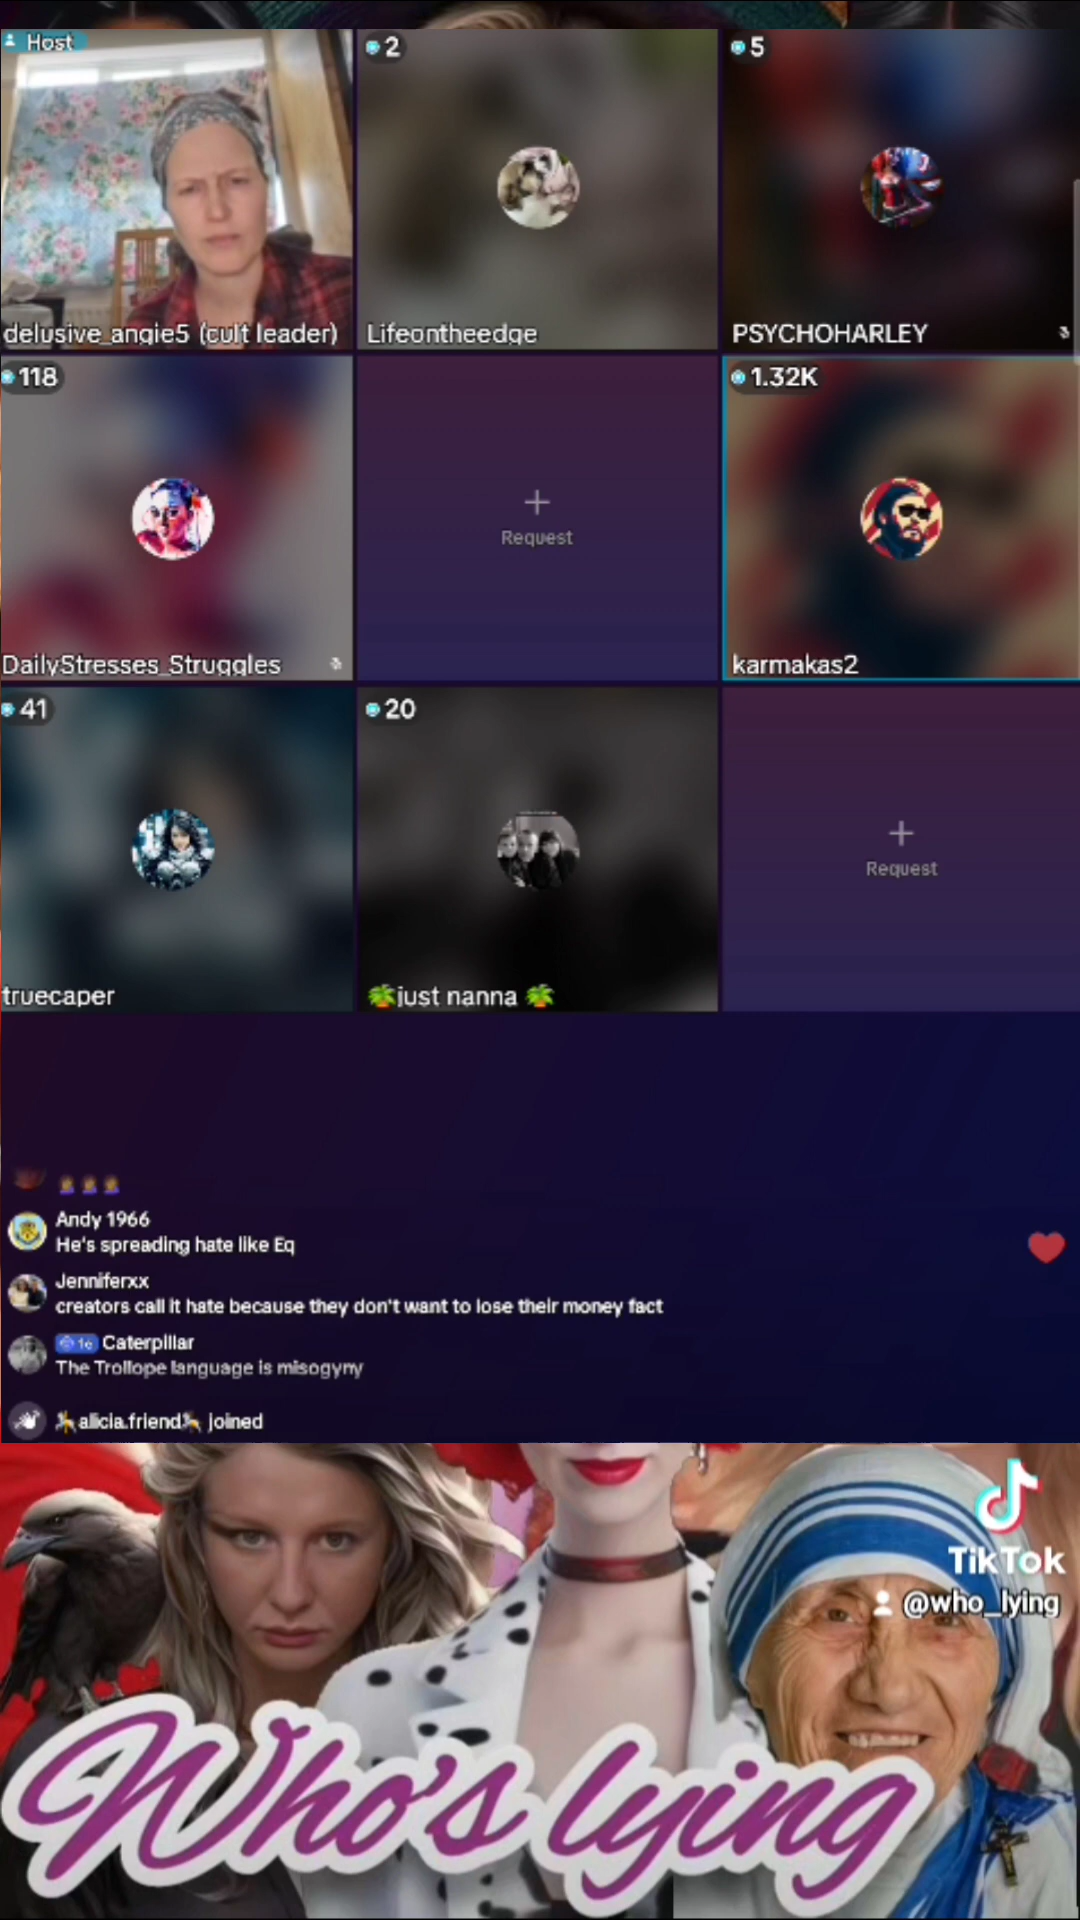 Host
2
5
delusive_angie5 (cult leader)
Lifeontheedge
PSYCHOHARLEY
118
+
Request
1.32K
DailyStresses_Struggles
karmakas2
41
20
+
Request
truecaper
🌴just nanna 🌴
Andy 1966
He's spreading hate like Eq
Jenniferxx
creators call it hate because they don't want to lose their money fact
16 Caterpillar
The Trollope language is misogyny
alicia.friend joined
TikTok
@who_lying
Who's lying